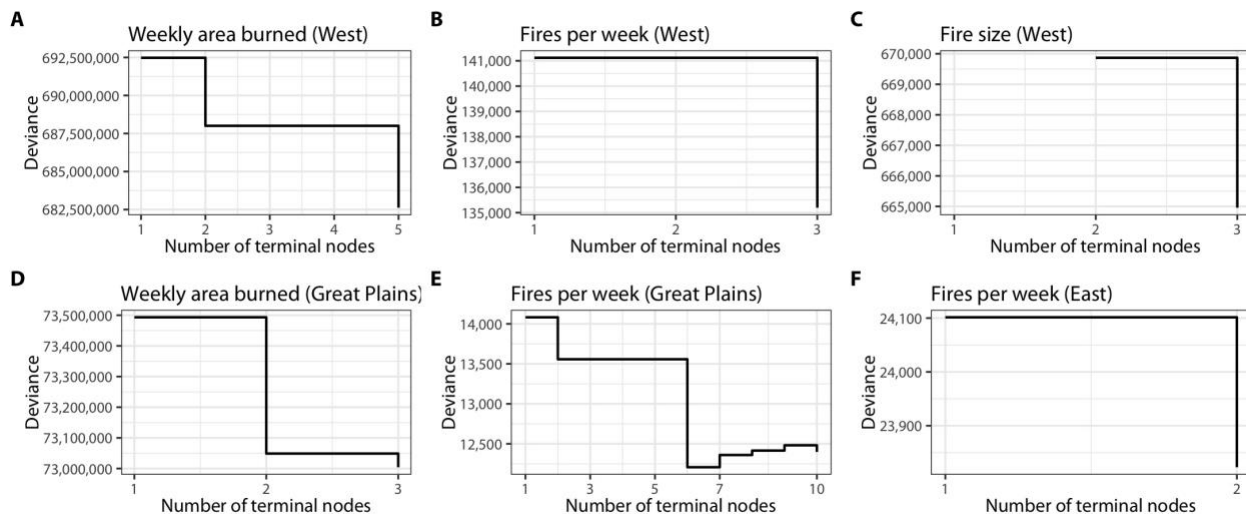 A
Weekly area burned (West)
692,500,000
690,000,000
687,500,000
685,000,000
682,500,000
Deviance
1 2 3 4 5
Number of terminal nodes
B
Fires per week (West)
141,000
140,000
139,000
138,000
137,000
136,000
135,000
Deviance
1 2 3
Number of terminal nodes
C
Fire size (West)
670,000
669,000
668,000
667,000
666,000
665,000
Deviance
1 2 3
Number of terminal nodes
D
Weekly area burned (Great Plains)
73,500,000
73,400,000
73,300,000
73,200,000
73,100,000
73,000,000
Deviance
1 2 3
Number of terminal nodes
E
Fires per week (Great Plains)
14,000
13,500
13,000
12,500
Deviance
1 3 5 7 10
Number of terminal nodes
F
Fires per week (East)
24,100
24,000
23,900
Deviance
1 2
Number of terminal nodes